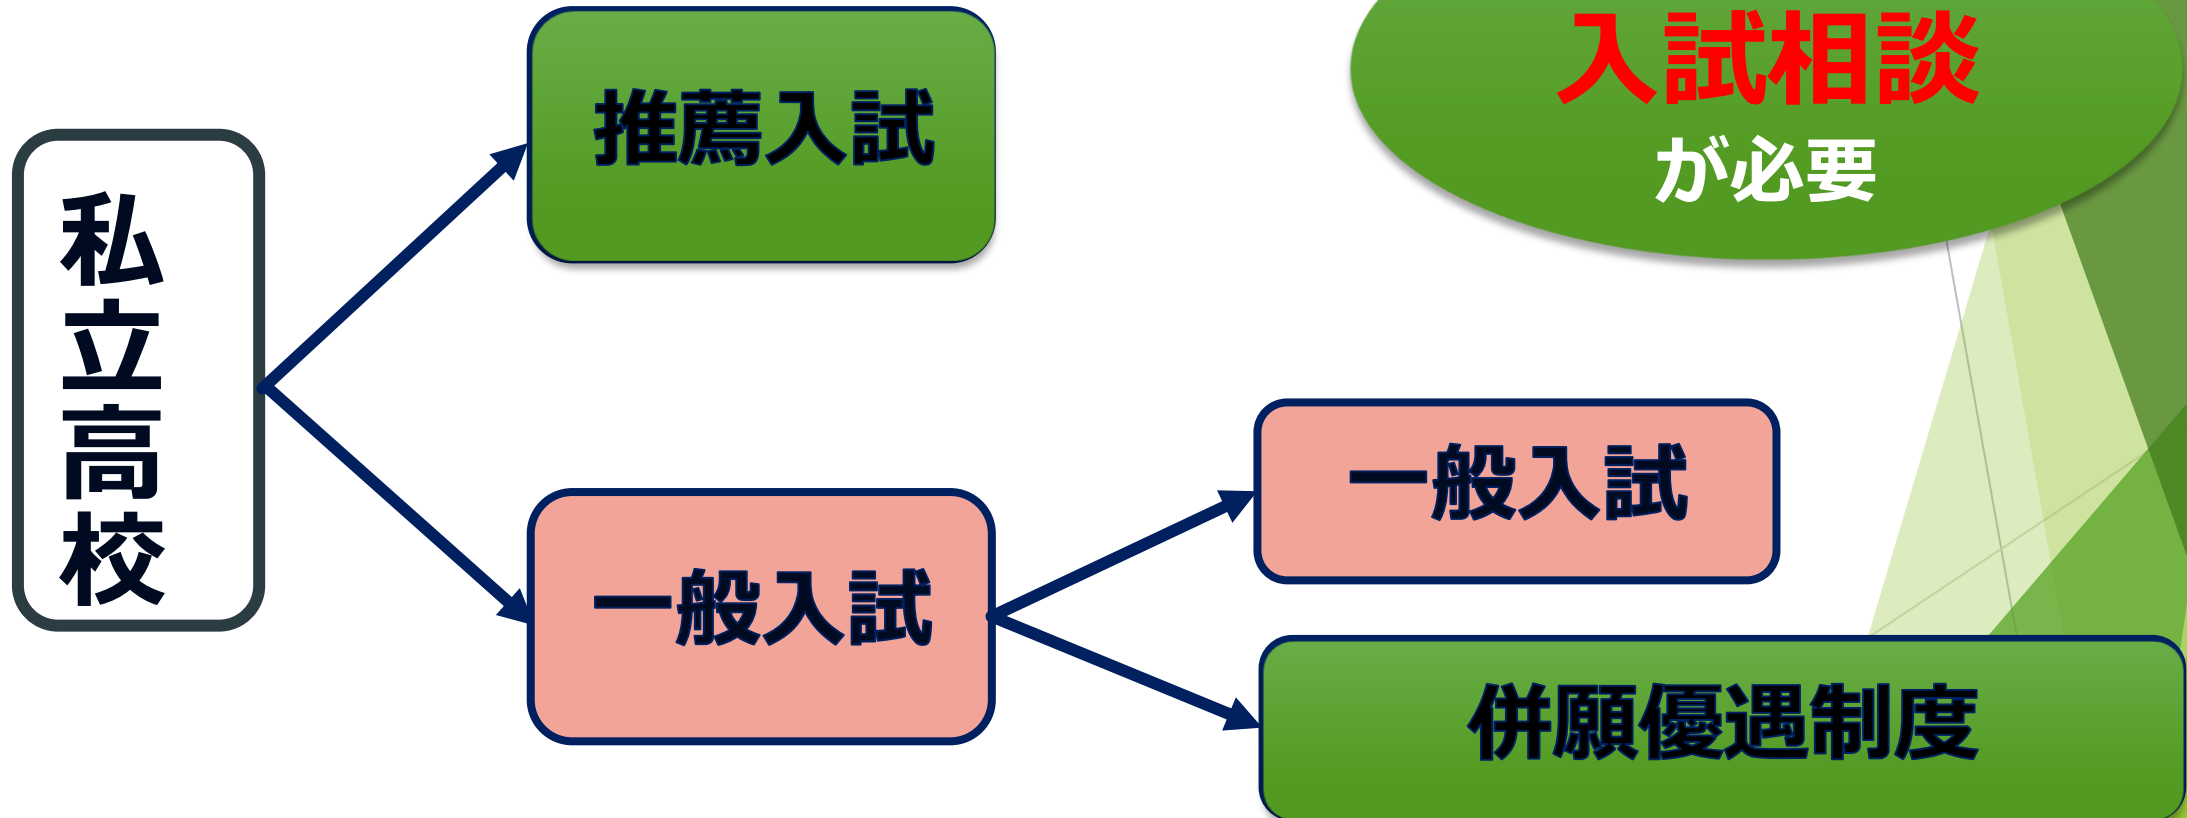 推薦入試
入試相談
が必要
私立高校
一般入試
一般入試
併願優遇制度